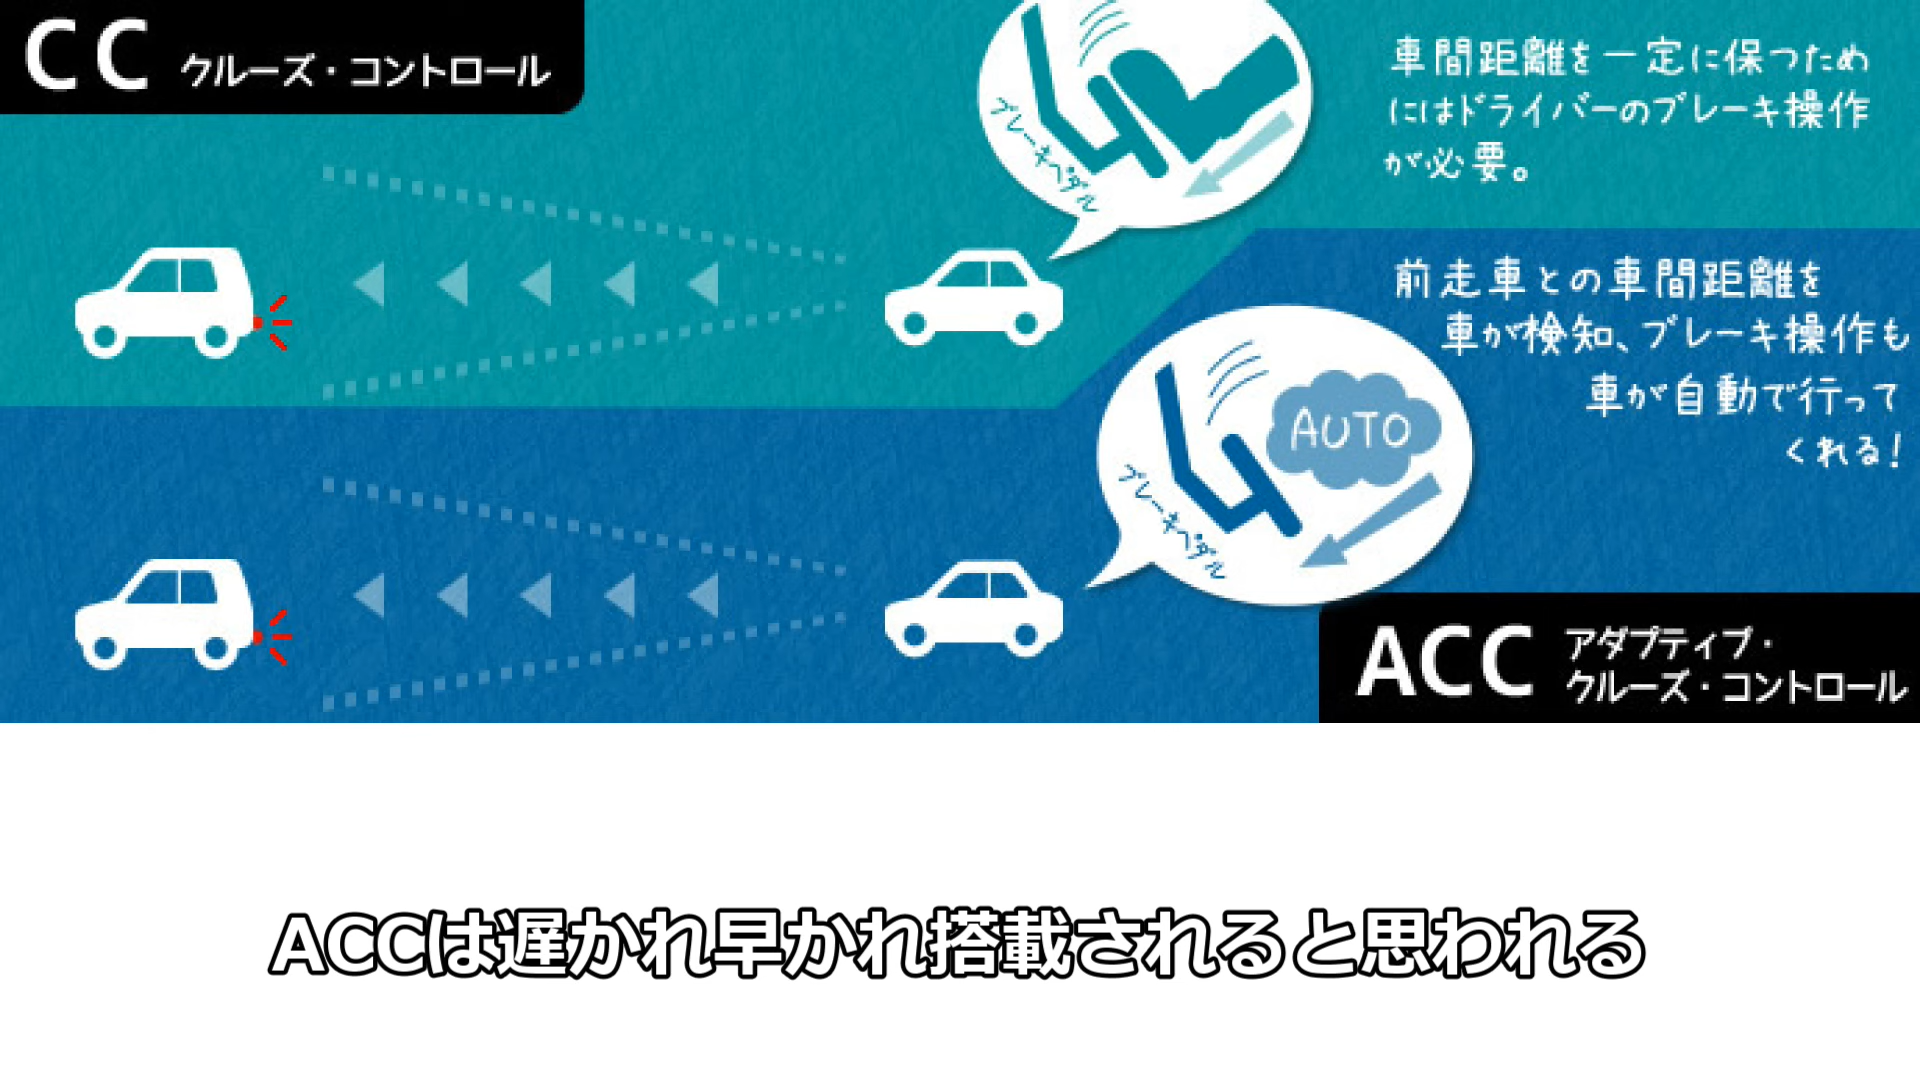 CC クルーズ・コントロール
ブレーキペダル
車間距離を一定に保つため
にはドライバーのブレーキ操作
が必要。
前走車との車間距離を
車が検知、ブレーキ操作も
車が自動で行って
くれる!
AUTO
ブレーキペダル
ACC アダプティブ・
クルーズ・コントロール
ACCは遅かれ早かれ搭載されると思われる